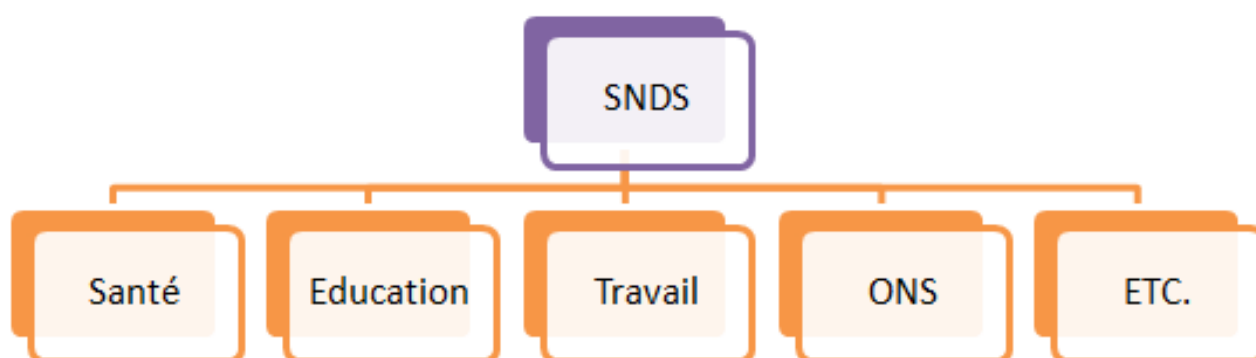 SNDS
Santé
Education
Travail
ONS
ETC.